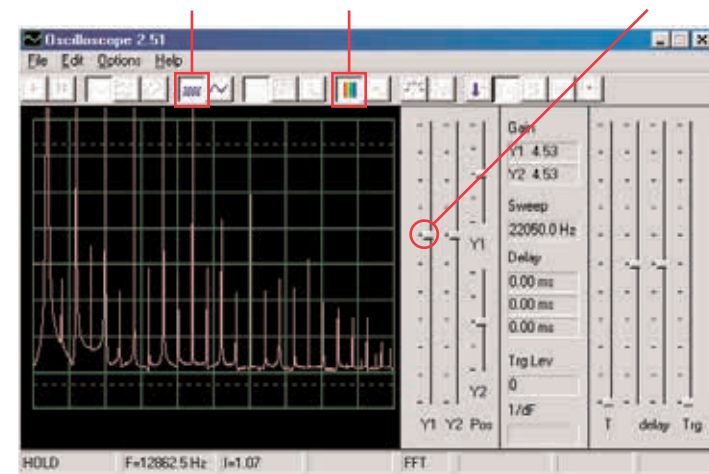 Oscilloscope 2.51
File Edit Options Help
Gain
Y1 4.53
Y2 4.53
Sweep
22050.0 Hz
Y1
Delay
0.00 ms
0.00 ms
0.00 ms
Trg Lev
0
Y2
1/dF
Y1 Y2 Pos
T delay Trg
HOLD F=12862.5 Hz I=1.07 FFT